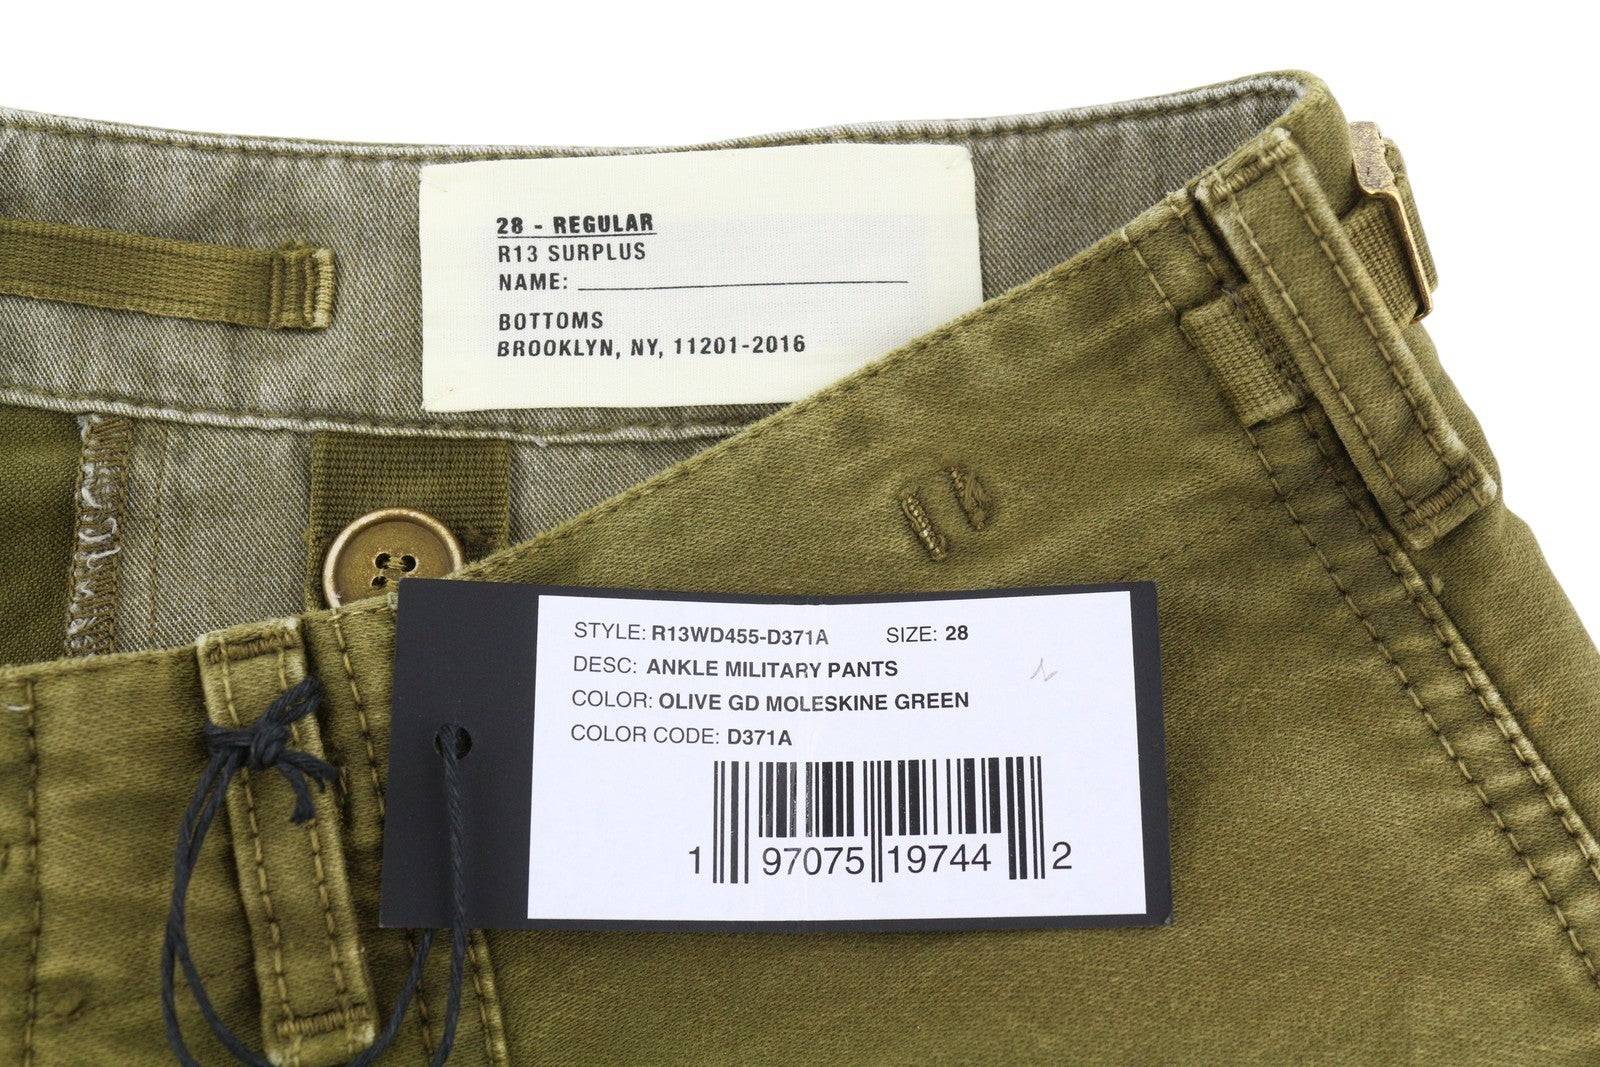 28 - REGULAR
R13 SURPLUS
NAME:
BOTTOMS
BROOKLYN, NY, 11201-2016
STYLE: R13WD455-D371A SIZE: 28
DESC: ANKLE MILITARY PANTS
COLOR: OLIVE GD MOLESKINE GREEN
COLOR CODE: D371A
1 97075 19744 2